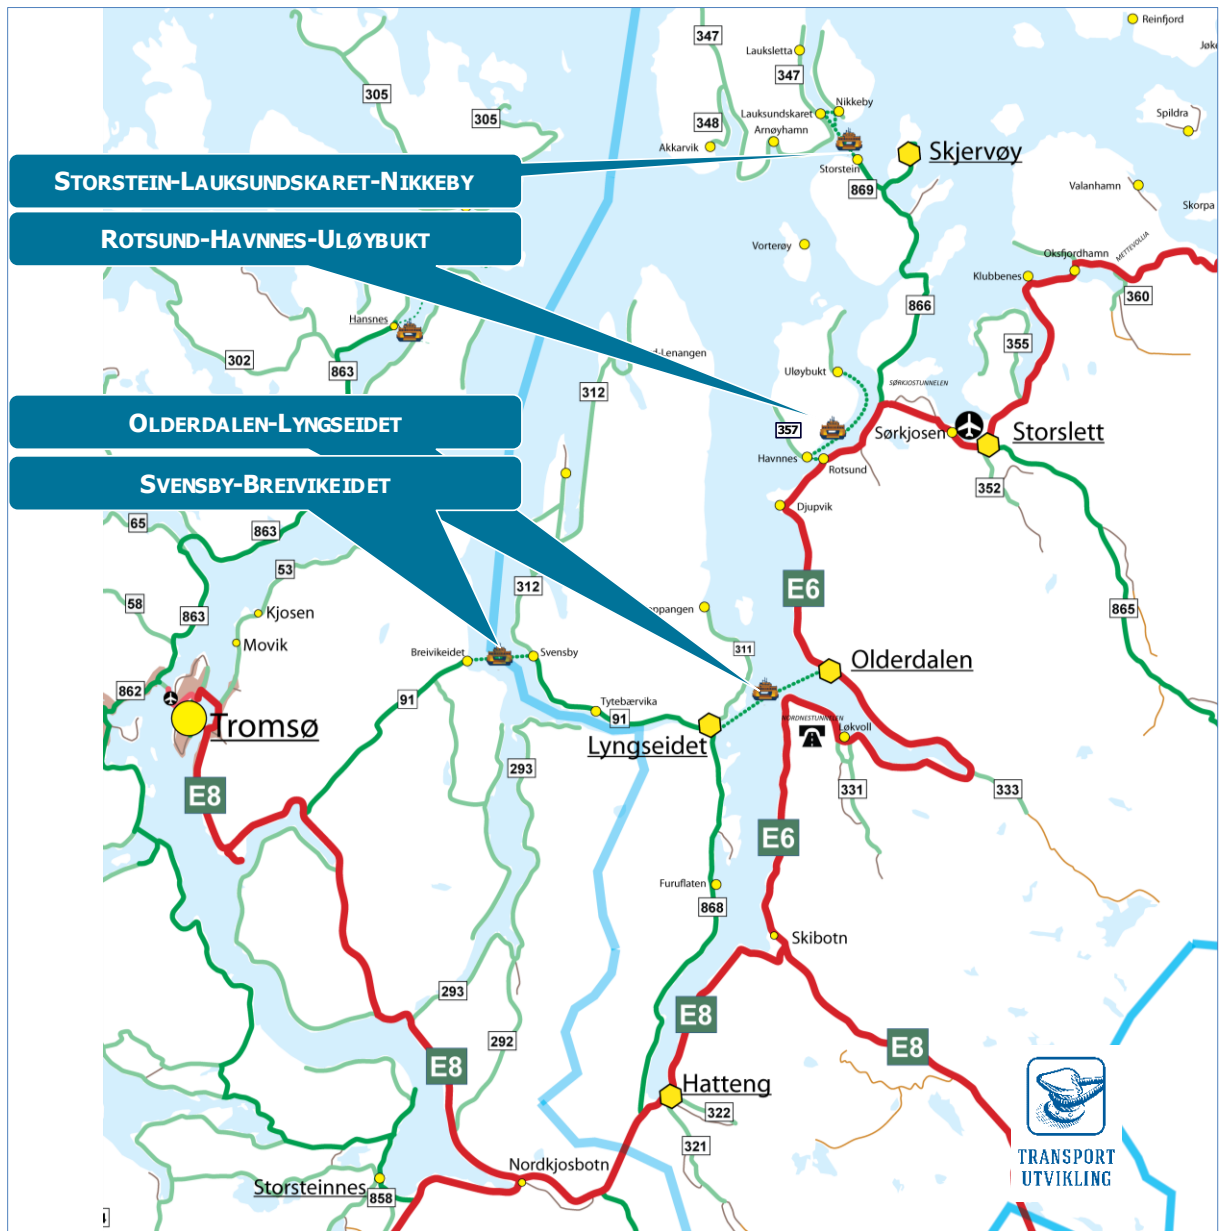 347
Reinfjord
305
Lauksletta
347
305
Nikkeby
Lauksundskaret
Spildra
348
Arnøyhamn
Akkarvik
Skjervøy
STORSTEIN-LAUKSUNDSKARET-NIKKEBY
Storstein
869
Valanhamn
Skorpa
ROTSUND-HAVNNES-ULØYBUKT
Vorterøy
METTEVOLLIA
Oksfjordhamn
Klubbenes
360
866
Hansnes
302
863
355
Uløybukt
SØRKJOSTUNNELEN
312
OLDERDALEN-LYNGSEIDET
357
Sørkjosen
Storslett
Havnnes
Rotsund
SVENSBY-BREIVIKEIDET
352
Djupvik
65
863
53
312
E6
58
863
Kjosen
865
Movik
311
Breivikeidet
Svensby
Olderdalen
862
91
Tytebærvika
91
Tromsø
NORDNESTUNNELEN
Løkvoll
Lyngseidet
293
E8
331
333
E6
Furuflaten
868
Skibotn
293
E8
292
E8
E8
Hatteng
322
321
Nordkjosbotn
Storsteinnes
858
TRANSPORT
UTVIKLING